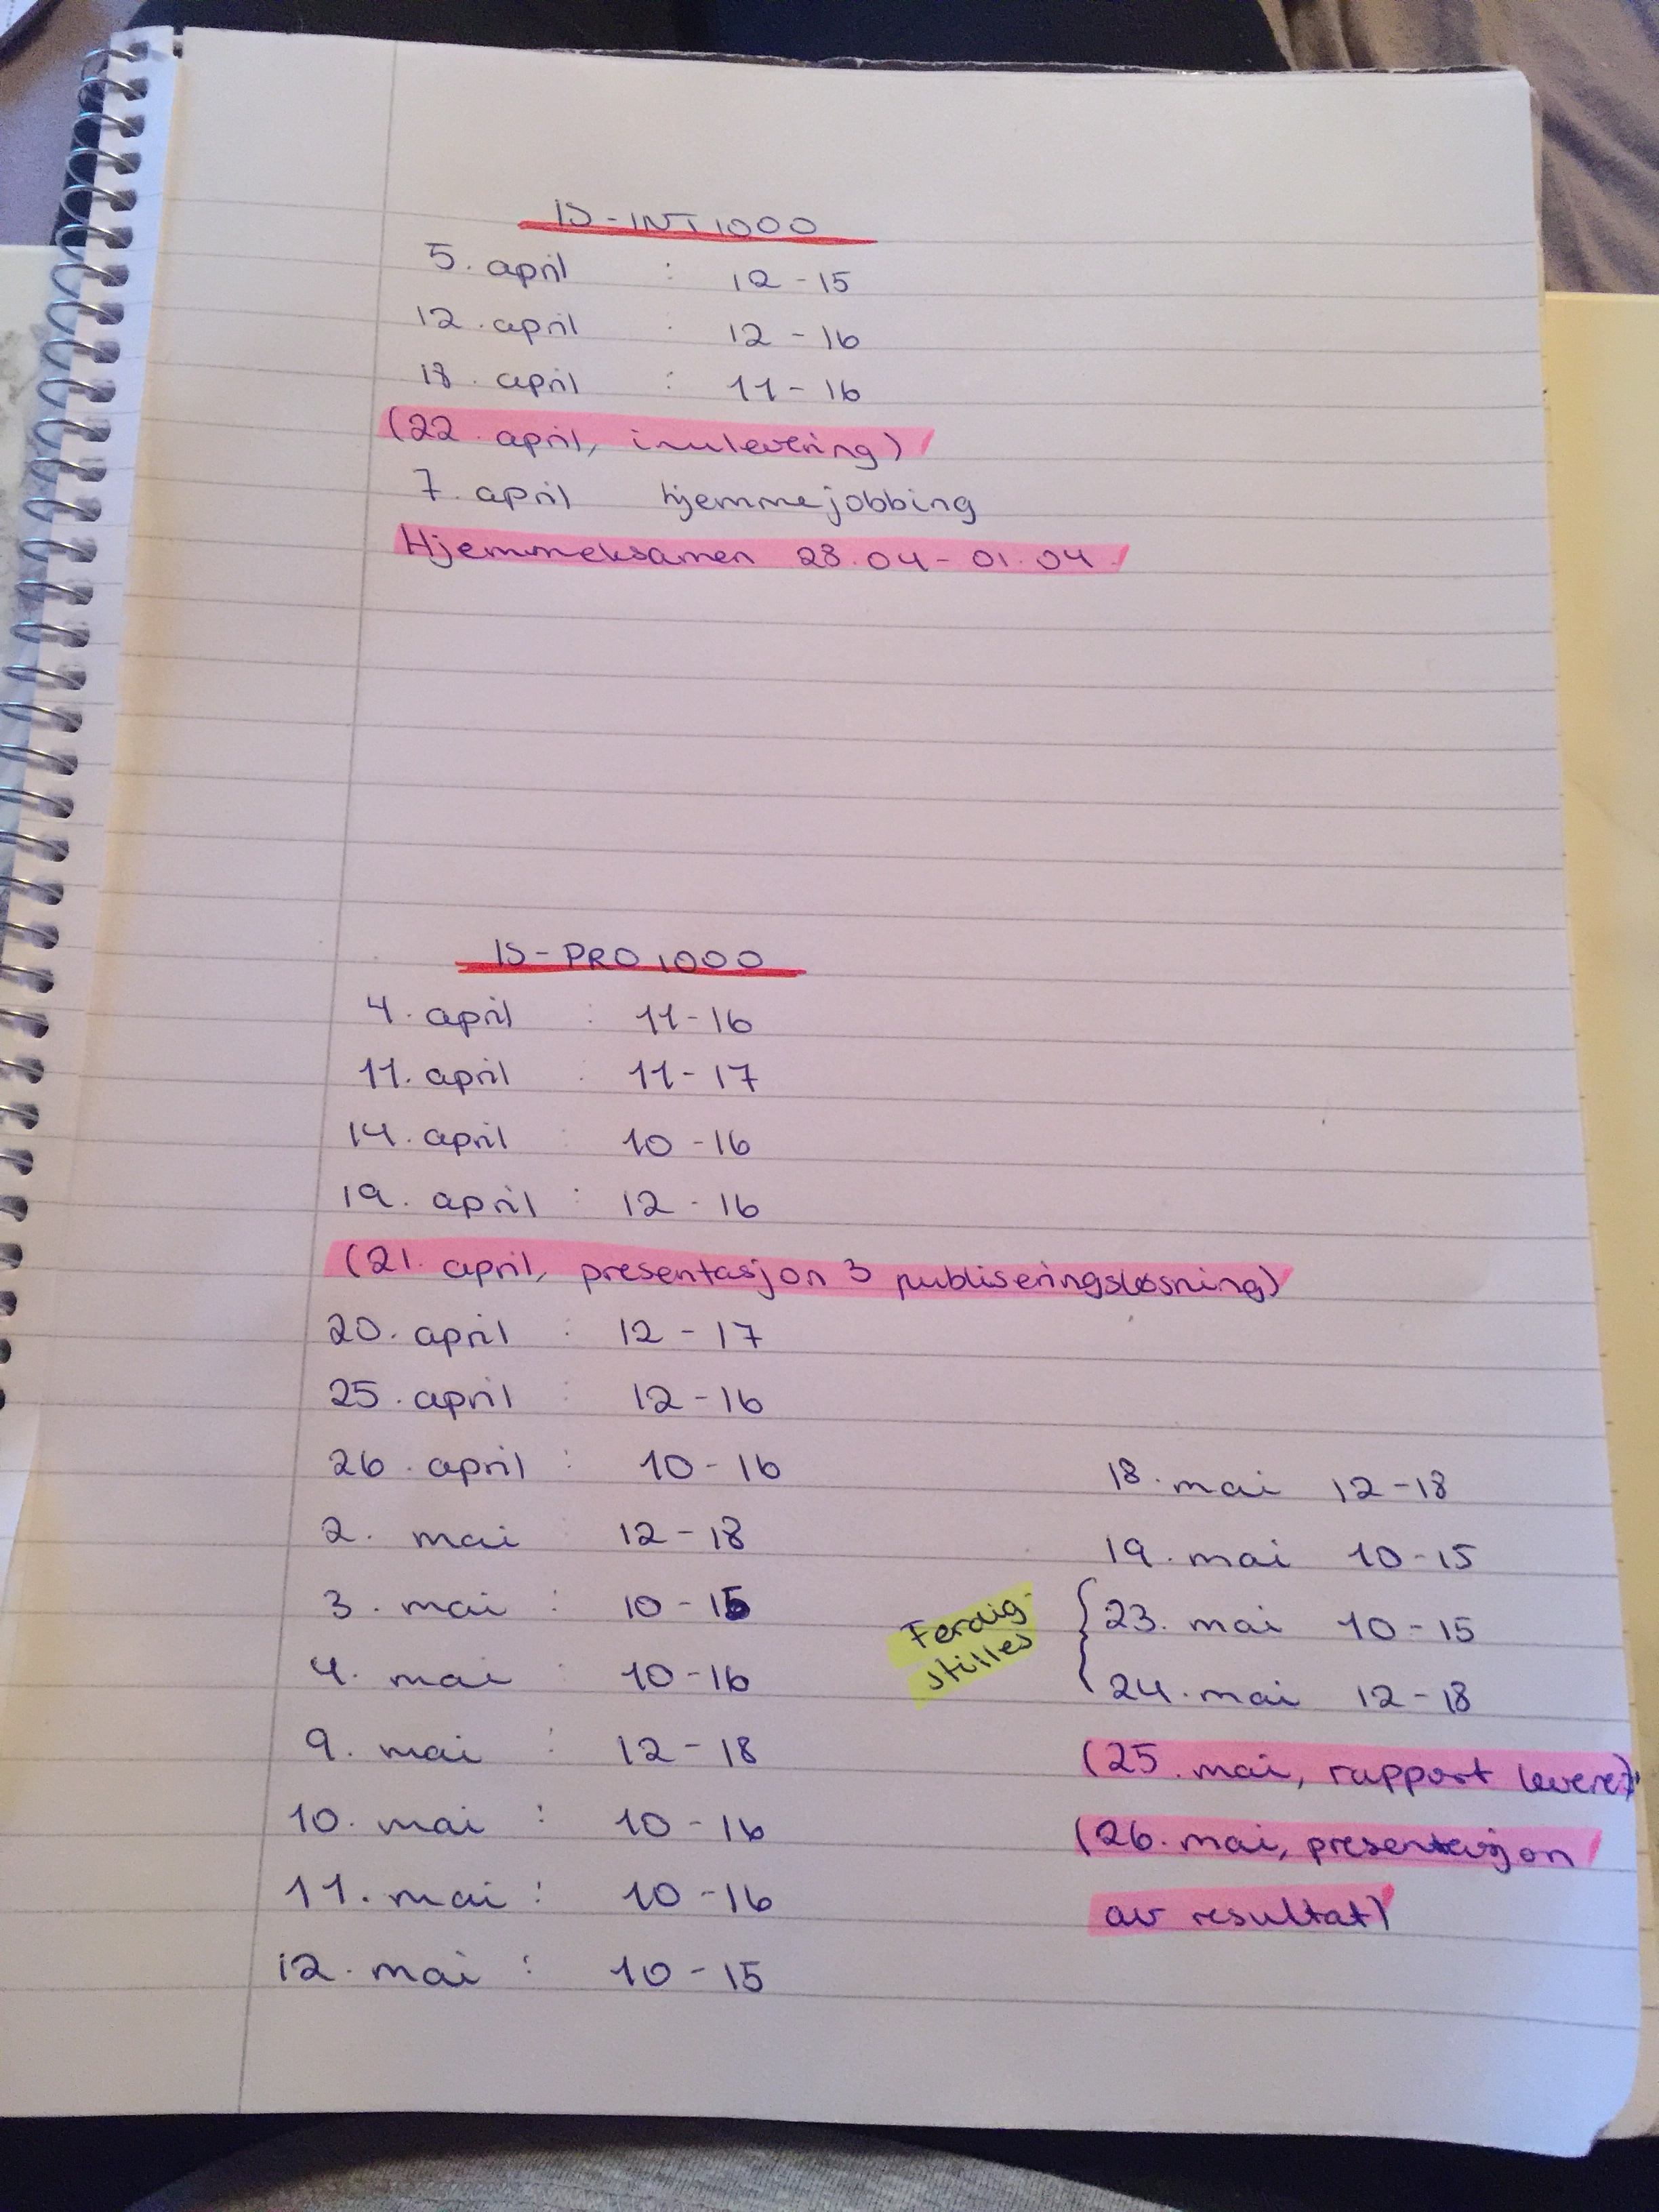 IS-INT1000
5. april : 12-15
12. april : 12-16
18. april : 11-16
(22. april, innlevering)
7. april hjemmejobbing
Hjemmeksamen 28.04-01.04.
IS-PRO1000
4. april : 11-16
11. april : 11-17
14. april : 10-16
19. april : 12-16
(21. april, presentasjon 3 publiseringsløsning)
20. april : 12-17
25. april : 12-16
26. april : 10-16
2. mai : 12-18
3. mai : 10-15
4. mai : 10-16
9. mai : 12-18
10. mai : 10-16
11. mai : 10-16
12. mai : 10-15
18. mai 12-18
19. mai 10-15
Ferdig-
stilles
23. mai 10-15
24. mai 12-18
(25. mai, rapport levere)
(26. mai, presentasjon
av resultat)